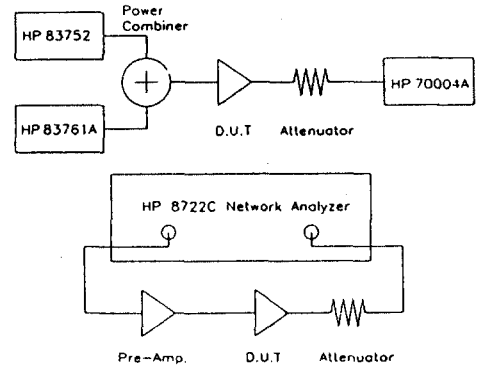 Power
Combiner
HP 83752
HP 83761A
HP 70004A
D.U.T
Attenuator
HP 8722C Network Analyzer
Pre-Amp.
D.U.T
Attenuator